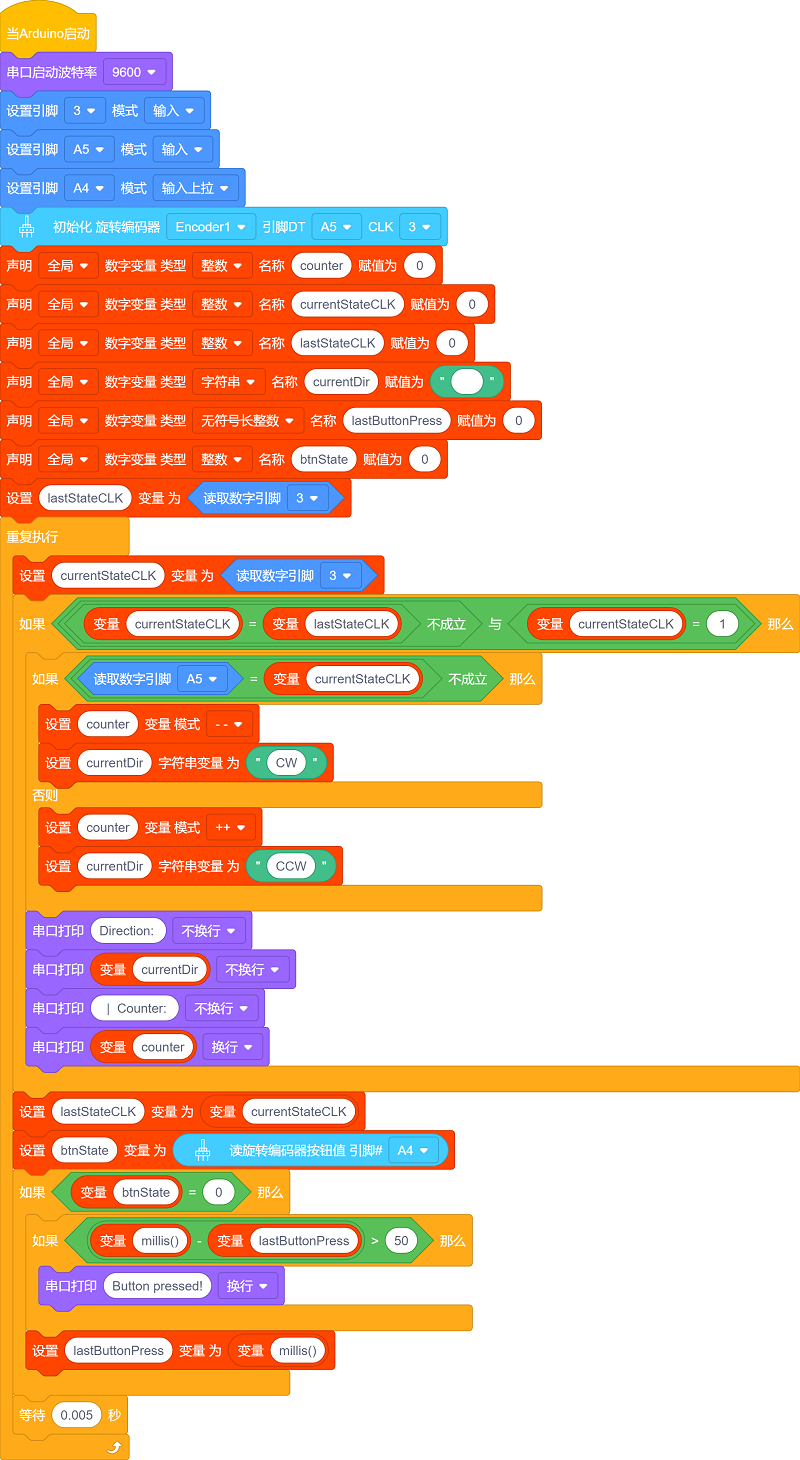 当Arduino启动
串口启动波特率 9600
设置引脚 3 模式 输入
设置引脚 A5 模式 输入
设置引脚 A4 模式 输入上拉
初始化 旋转编码器 Encoder1 引脚DT A5 CLK 3
声明 全局 数字变量 类型 整数 名称 counter 赋值为 0
声明 全局 数字变量 类型 整数 名称 currentStateCLK 赋值为 0
声明 全局 数字变量 类型 整数 名称 lastStateCLK 赋值为 0
声明 全局 数字变量 类型 字符串 名称 currentDir 赋值为 " "
声明 全局 数字变量 类型 无符号长整数 名称 lastButtonPress 赋值为 0
声明 全局 数字变量 类型 整数 名称 btnState 赋值为 0
设置 lastStateCLK 变量 为 读取数字引脚 3
重复执行
设置 currentStateCLK 变量 为 读取数字引脚 3
如果 变量 currentStateCLK = 变量 lastStateCLK 不成立 与 变量 currentStateCLK = 1 那么
如果 读取数字引脚 A5 = 变量 currentStateCLK 不成立 那么
设置 counter 变量 模式 --
设置 currentDir 字符串变量 为 " CW "
否则
设置 counter 变量 模式 ++
设置 currentDir 字符串变量 为 " CCW "
串口打印 Direction: 不换行
串口打印 变量 currentDir 不换行
串口打印 | Counter: 不换行
串口打印 变量 counter 换行
设置 lastStateCLK 变量 为 变量 currentStateCLK
设置 btnState 变量 为 读旋转编码器按钮值 引脚# A4
如果 变量 btnState = 0 那么
如果 变量 millis() - 变量 lastButtonPress > 50 那么
串口打印 Button pressed! 换行
设置 lastButtonPress 变量 为 变量 millis()
等待 0.005 秒